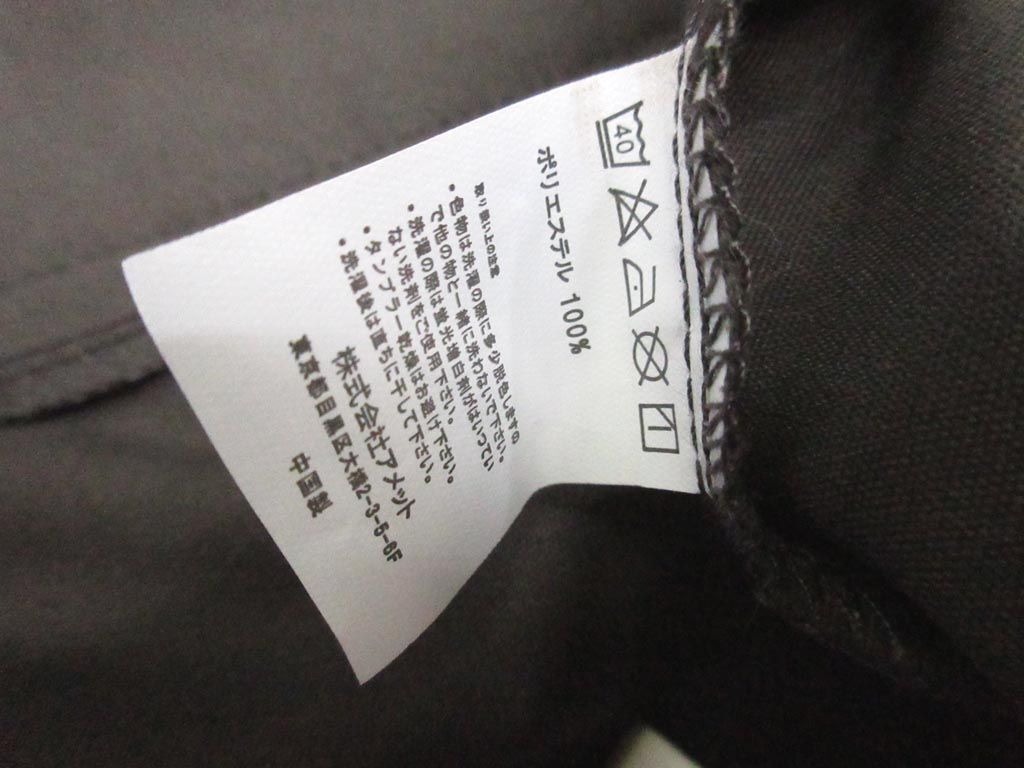 40
ポリエステル 100%
取り扱い上の注意
・色物は洗濯の際に多少脱色しますの
で他の物と一緒に洗わないで下さい。
・洗濯の際は蛍光増白剤がはいってい
ない洗剤をご使用下さい。
・タンブラー乾燥はお避け下さい。
・洗濯後は直ちに干して下さい。
株式会社アメット
東京都目黒区大橋2-3-5-6F
中国製